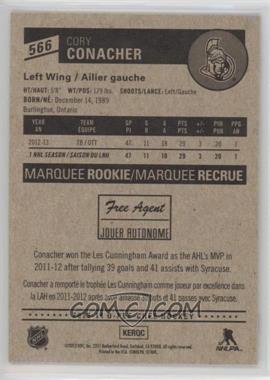 566
CORY
CONACHER
Left Wing / Ailier gauche
HT/HAUT: 5'8" WT/POS: 179 lbs. SHOOTS/LANCE: Left/Gauche
BORN/NÉ: December 14, 1989
Burlington, Ontario
YEAR TEAM GP G A PTS +/- PIM PPG
AN ÉQUIPE PJ B A PTS +/- PUN AN
2012-13 TB / OTT 47 11 18 29 3 20 1
1 NHL SEASON / SAISON DU LNH 47 11 18 29 3 20 1
MARQUEE ROOKIE/MARQUEE RECRUE
Free Agent
JOUER AUTONOME
Conacher won the Les Cunningham Award as the AHL's MVP in
2011-12 after tallying 39 goals and 41 assists with Syracuse.
Conacher a remporté le trophée Les Cunningham comme joueur par excellence dans
la LAH en 2011-2012 après avoir amassé 39 buts et 41 passes avec Syracuse.
HOCKEY
NHL
KERQC
NHLPA